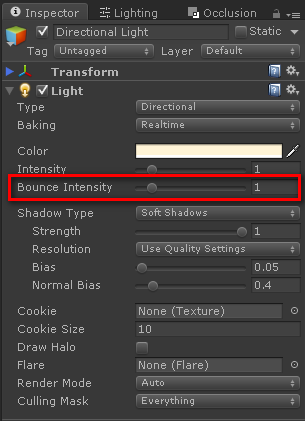 Inspector Lighting Occlusion
Directional Light Static
Tag Untagged Layer Default
Transform
Light
Type Directional
Baking Realtime
Color
Intensity 1
Bounce Intensity 1
Shadow Type Soft Shadows
Strength 1
Resolution Use Quality Settings
Bias 0.05
Normal Bias 0.4
Cookie None (Texture)
Cookie Size 10
Draw Halo
Flare None (Flare)
Render Mode Auto
Culling Mask Everything